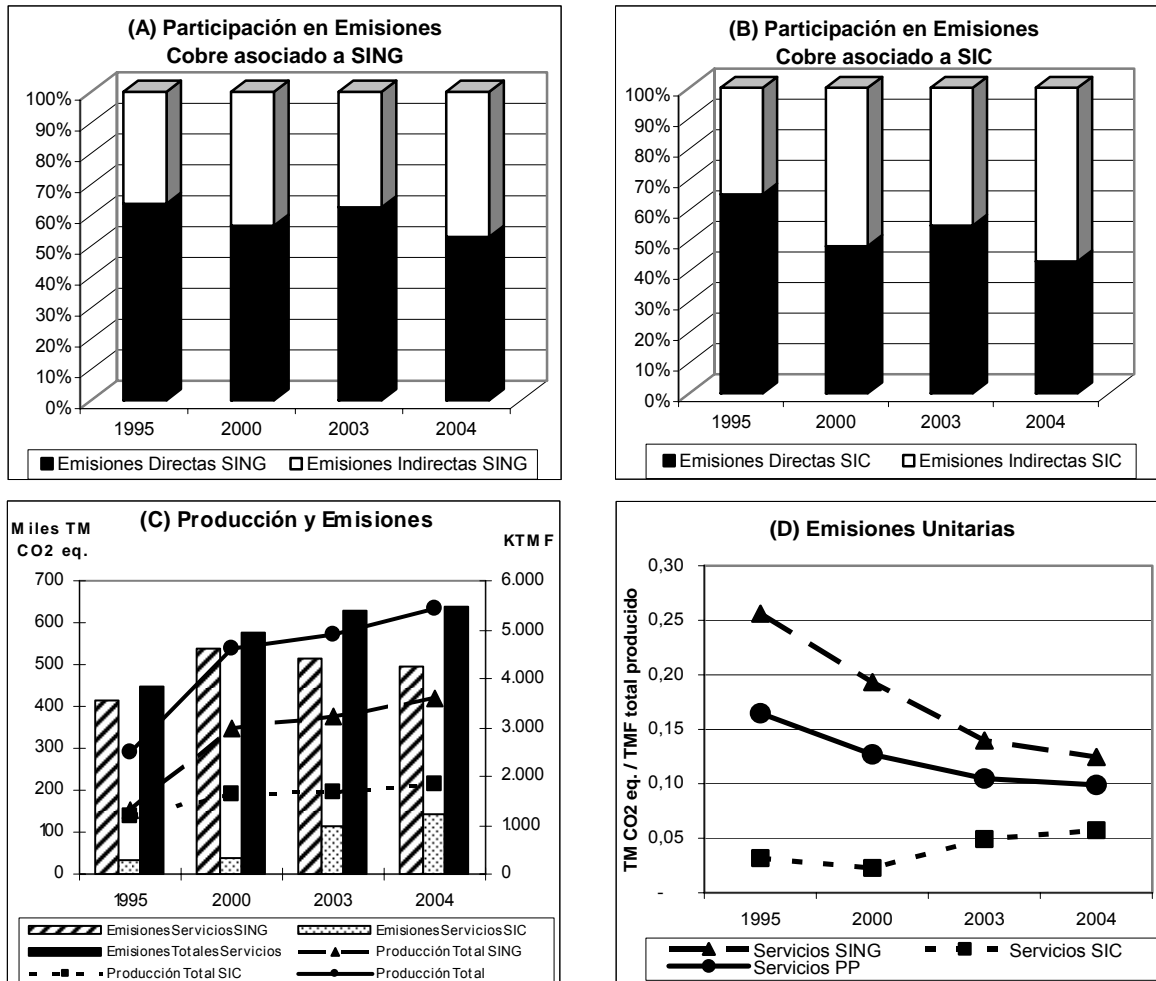 (A) Participación en Emisiones
Cobre asociado a SING
100%
90%
80%
70%
60%
50%
40%
30%
20%
10%
0%
1995 2000 2003 2004
Emisiones Directas SING Emisiones Indirectas SING
(B) Participación en Emisiones
Cobre asociado a SIC
100%
90%
80%
70%
60%
50%
40%
30%
20%
10%
0%
1995 2000 2003 2004
Emisiones Directas SIC Emisiones Indirectas SIC
(C) Producción y Emisiones
Miles TM
CO2 eq.
KTMF
700
600
500
400
300
200
100
0
6.000
5.000
4.000
3.000
2.000
1.000
0
1995 2000 2003 2004
Emisiones Servicios SING Emisiones Servicios SIC
Emisiones Totales Servicios Producción Total SING
Producción Total SIC Producción Total
(D) Emisiones Unitarias
TM CO2 eq. / TMF total producido
0,30
0,25
0,20
0,15
0,10
0,05
-
1995 2000 2003 2004
Servicios SING Servicios SIC
Servicios PP